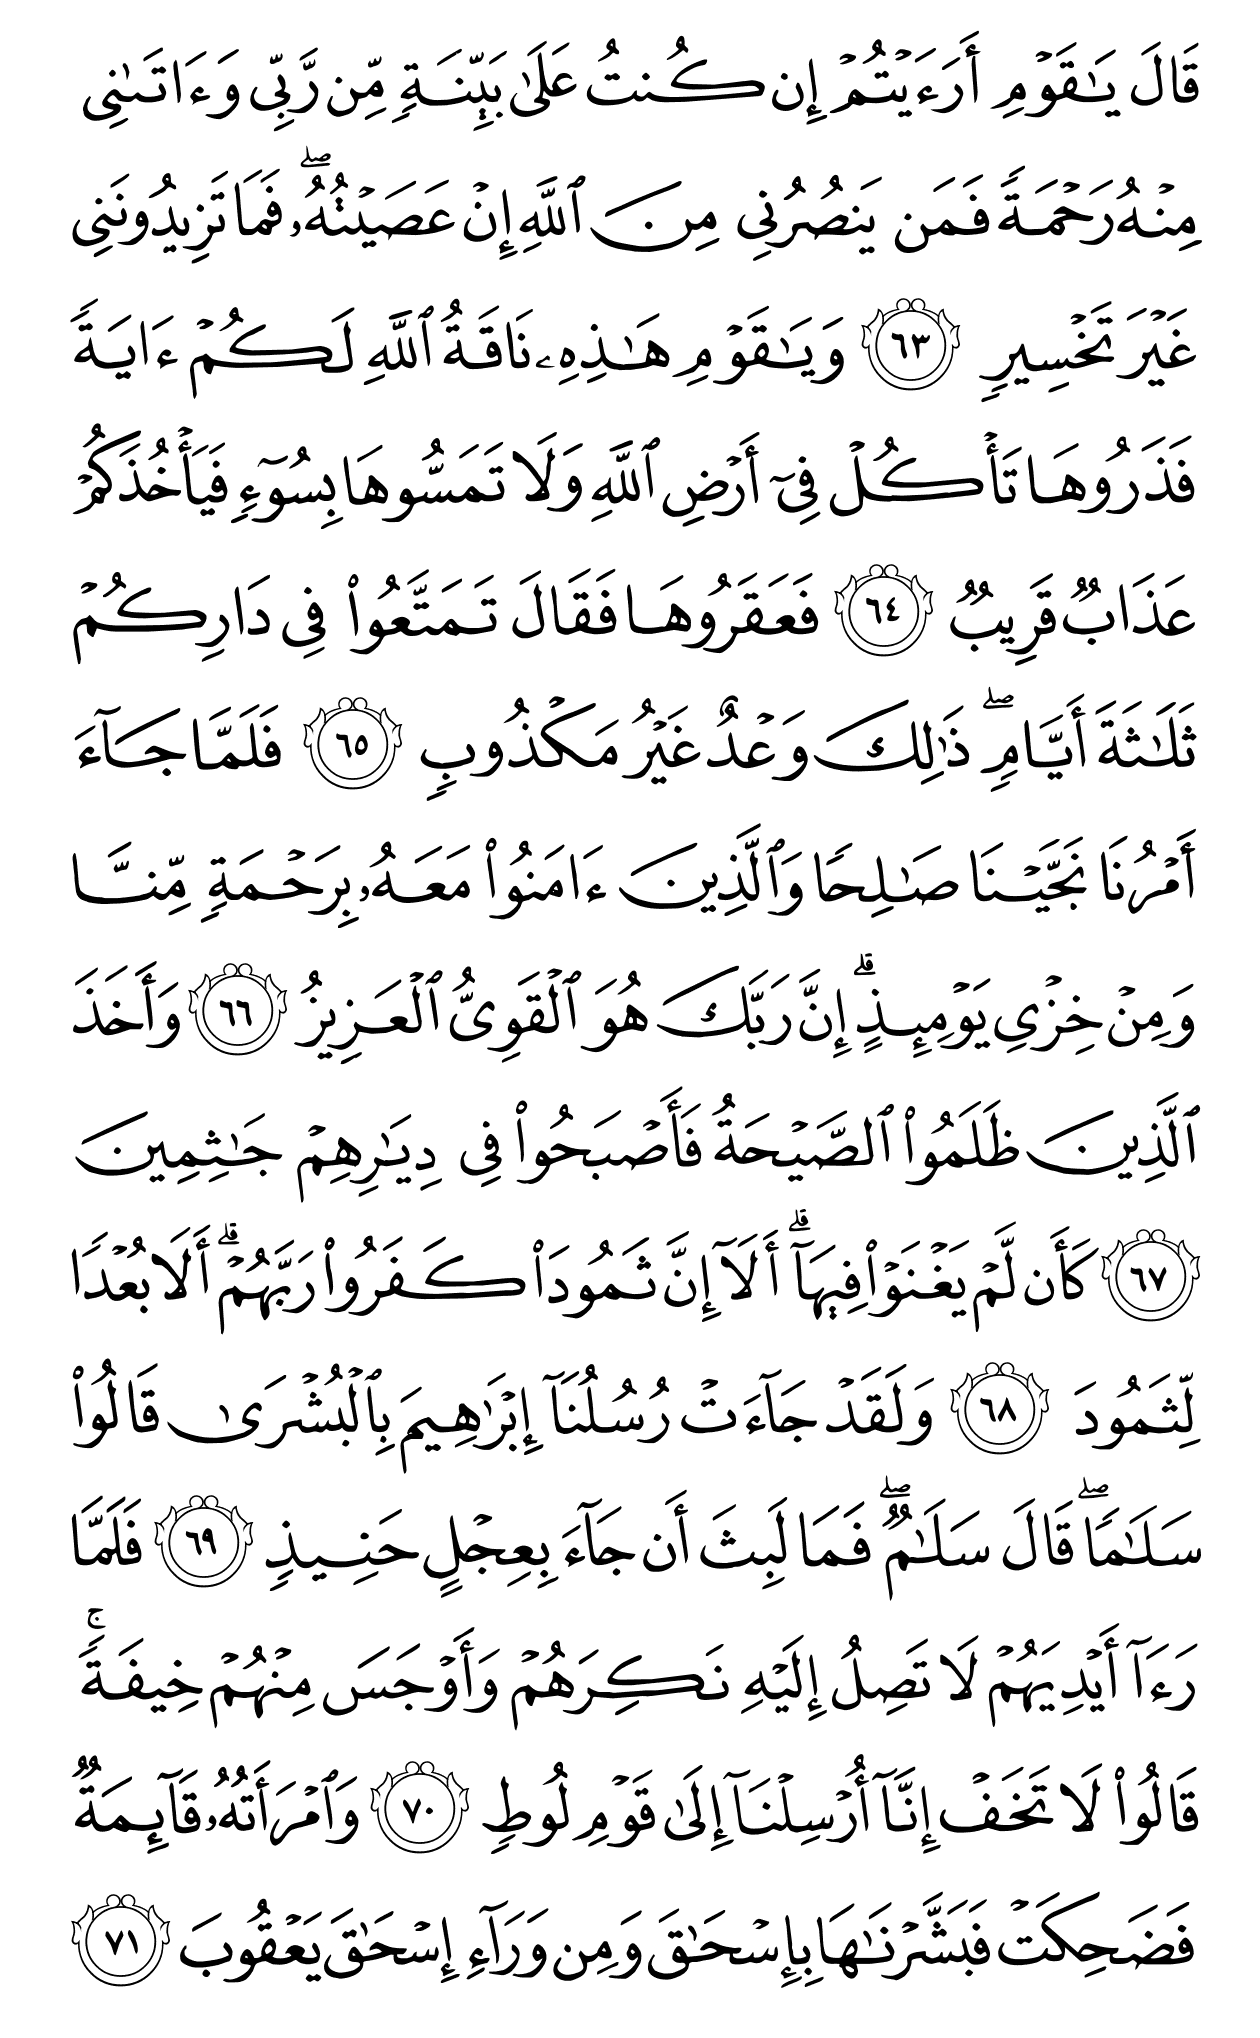 قَالَ يَـٰقَوْمِ أَرَءَيْتُمْ إِن كُنتُ عَلَىٰ بَيِّنَةٍ مِّن رَّبِّى وَءَاتَىٰنِى
مِنْهُ رَحْمَةً فَمَن يَنصُرُنِى مِنَ ٱللَّهِ إِنْ عَصَيْتُهُۥ ۖ فَمَا تَزِيدُونَنِى
غَيْرَ تَخْسِيرٍ ٦٣ وَيَـٰقَوْمِ هَـٰذِهِۦ نَاقَةُ ٱللَّهِ لَكُمْ ءَايَةً
فَذَرُوهَا تَأْكُلْ فِىٓ أَرْضِ ٱللَّهِ وَلَا تَمَسُّوهَا بِسُوٓءٍ فَيَأْخُذَكُمْ
عَذَابٌ قَرِيبٌ ٦٤ فَعَقَرُوهَا فَقَالَ تَمَتَّعُوا۟ فِى دَارِكُمْ
ثَلَـٰثَةَ أَيَّامٍ ۖ ذَٰلِكَ وَعْدٌ غَيْرُ مَكْذُوبٍ ٦٥ فَلَمَّا جَآءَ
أَمْرُنَا نَجَّيْنَا صَـٰلِحًا وَٱلَّذِينَ ءَامَنُوا۟ مَعَهُۥ بِرَحْمَةٍ مِّنَّا
وَمِنْ خِزْىِ يَوْمِئِذٍ ۗ إِنَّ رَبَّكَ هُوَ ٱلْقَوِىُّ ٱلْعَزِيزُ ٦٦ وَأَخَذَ
ٱلَّذِينَ ظَلَمُوا۟ ٱلصَّيْحَةُ فَأَصْبَحُوا۟ فِى دِيَـٰرِهِمْ جَـٰثِمِينَ
٦٧ كَأَن لَّمْ يَغْنَوْا۟ فِيهَآ ۗ أَلَآ إِنَّ ثَمُودَا۟ كَفَرُوا۟ رَبَّهُمْ ۗ أَلَا بُعْدًا
لِّثَمُودَ ٦٨ وَلَقَدْ جَآءَتْ رُسُلُنَآ إِبْرَٰهِيمَ بِٱلْبُشْرَىٰ قَالُوا۟
سَلَـٰمًا ۖ قَالَ سَلَـٰمٌ ۖ فَمَا لَبِثَ أَن جَآءَ بِعِجْلٍ حَنِيذٍ ٦٩ فَلَمَّا
رَءَآ أَيْدِيَهُمْ لَا تَصِلُ إِلَيْهِ نَكِرَهُمْ وَأَوْجَسَ مِنْهُمْ خِيفَةً ۚ
قَالُوا۟ لَا تَخَفْ إِنَّآ أُرْسِلْنَآ إِلَىٰ قَوْمِ لُوطٍ ٧٠ وَٱمْرَأَتُهُۥ قَآئِمَةٌ
فَضَحِكَتْ فَبَشَّرْنَـٰهَا بِإِسْحَـٰقَ وَمِن وَرَآءِ إِسْحَـٰقَ يَعْقُوبَ ٧١